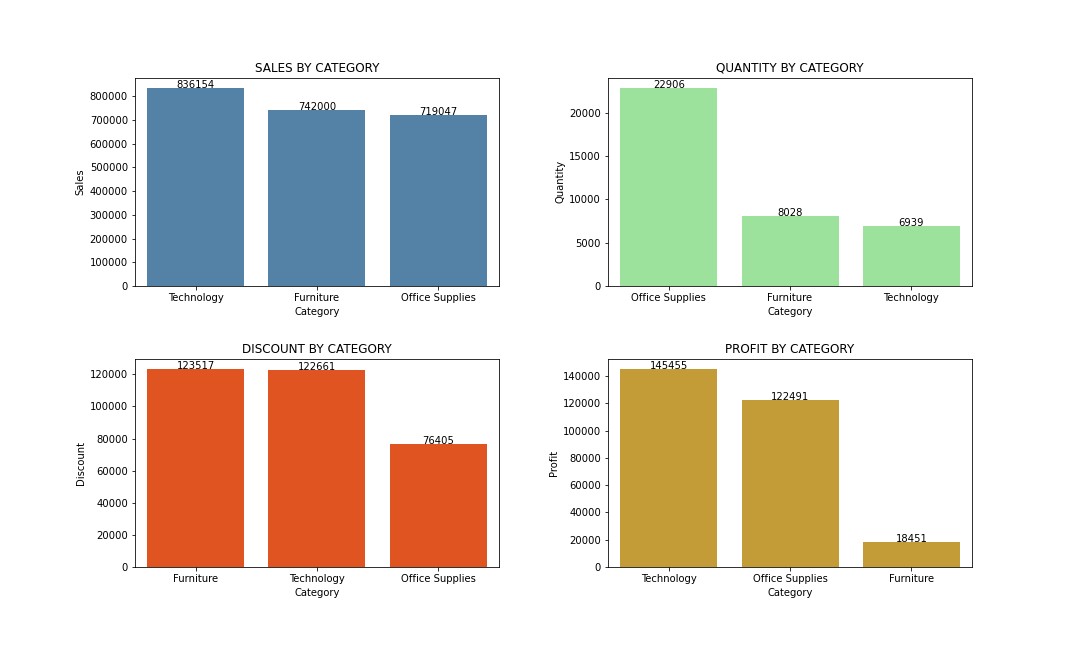 SALES BY CATEGORY
836154
742000
719047
800000
700000
600000
500000
400000
300000
200000
100000
0
Sales
Technology Furniture Office Supplies
Category
QUANTITY BY CATEGORY
22906
8028
6939
20000
15000
10000
5000
0
Quantity
Office Supplies Furniture Technology
Category
DISCOUNT BY CATEGORY
123517
122661
76405
120000
100000
80000
60000
40000
20000
0
Discount
Furniture Technology Office Supplies
Category
PROFIT BY CATEGORY
145455
122491
18451
140000
120000
100000
80000
60000
40000
20000
0
Profit
Technology Office Supplies Furniture
Category